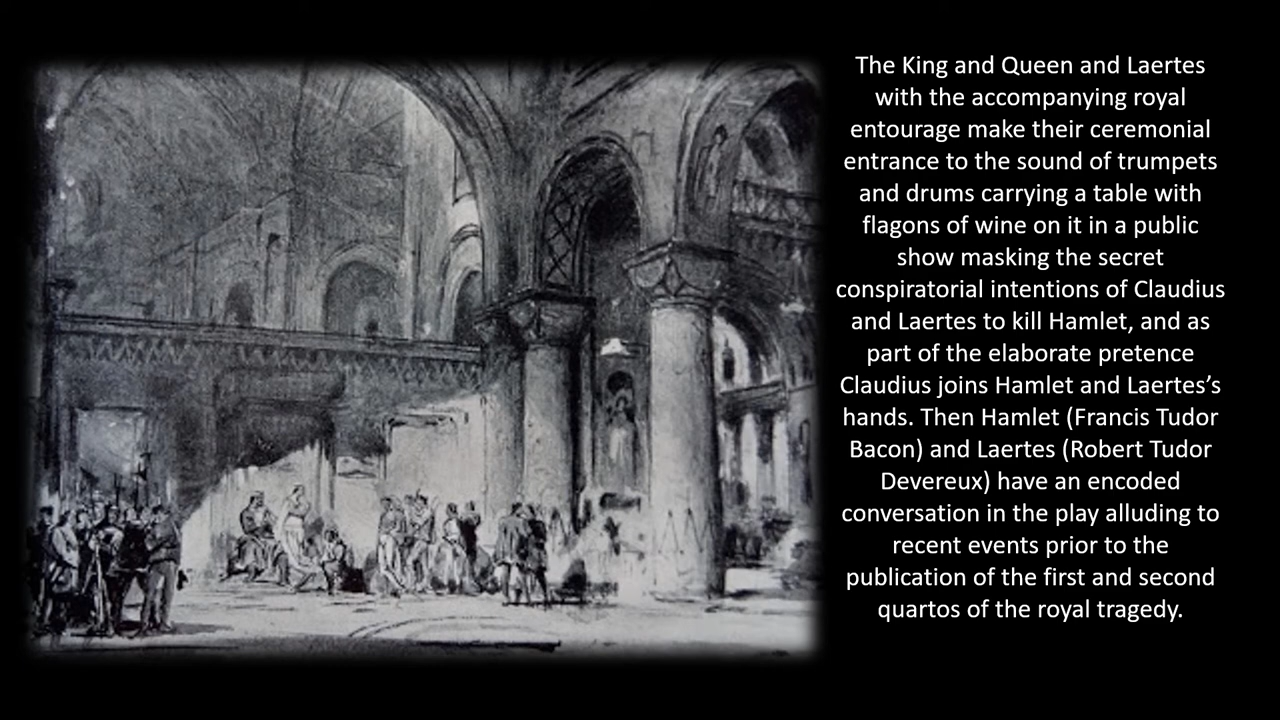 The King and Queen and Laertes
with the accompanying royal
entourage make their ceremonial
entrance to the sound of trumpets
and drums carrying a table with
flagons of wine on it in a public
show masking the secret
conspiratorial intentions of Claudius
and Laertes to kill Hamlet, and as
part of the elaborate pretence
Claudius joins Hamlet and Laertes’s
hands. Then Hamlet (Francis Tudor
Bacon) and Laertes (Robert Tudor
Devereux) have an encoded
conversation in the play alluding to
recent events prior to the
publication of the first and second
quartos of the royal tragedy.